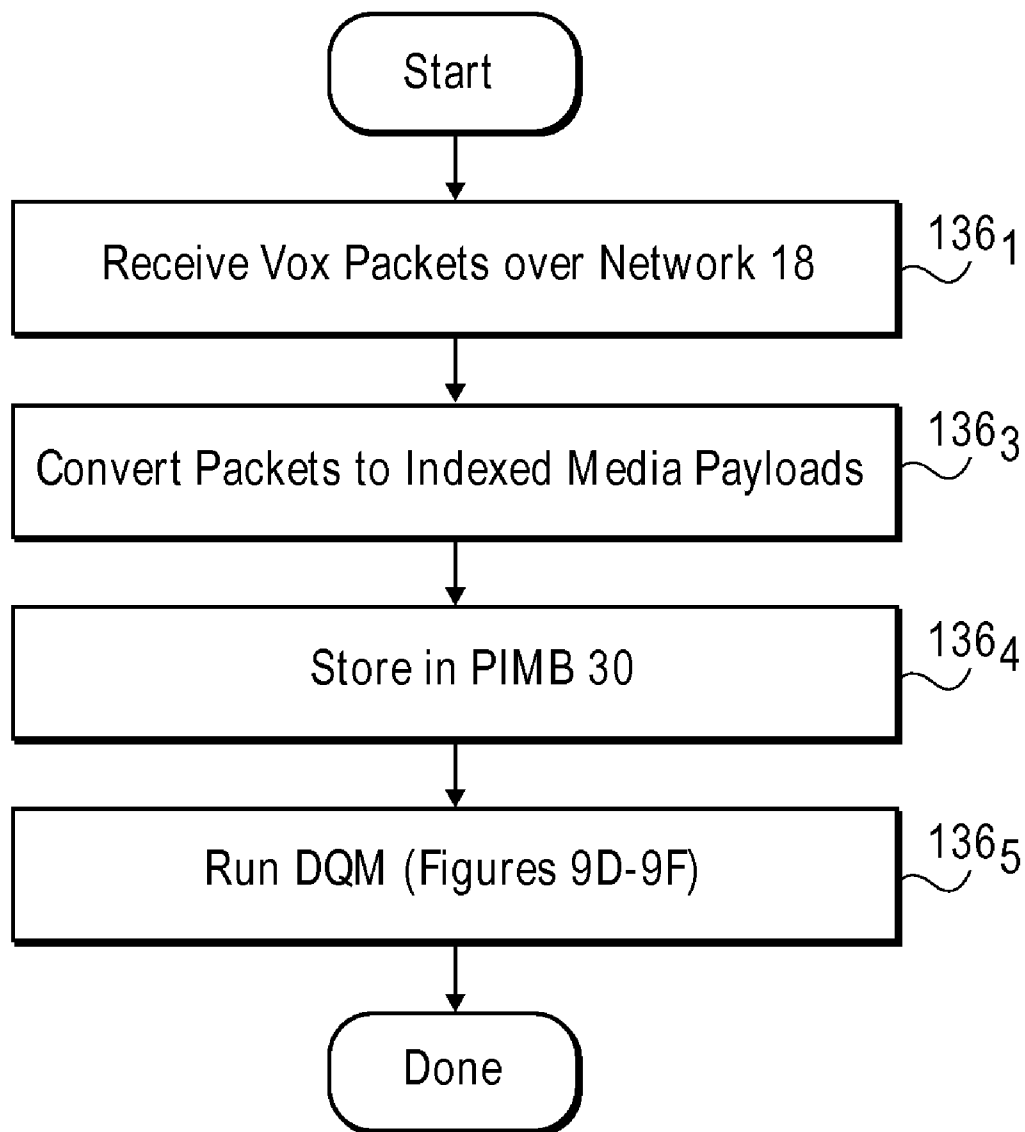 Start
Receive Vox Packets over Network 18
136₁
Convert Packets to Indexed Media Payloads
136₃
Store in PIMB 30
136₄
Run DQM (Figures 9D-9F)
136₅
Done